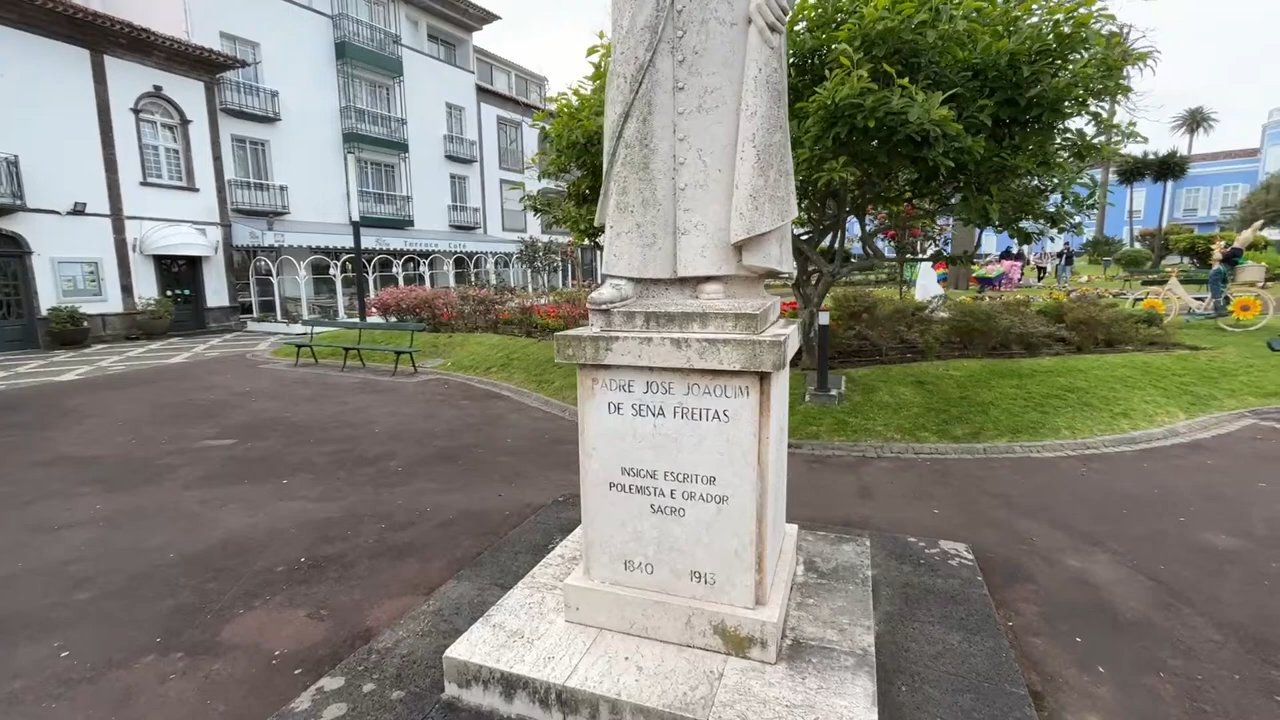 Terrace Café
PADRE JOSE JOAQUIM
DE SENA FREITAS
INSIGNE ESCRITOR
POLEMISTA E ORADOR
SACRO
1840 1913